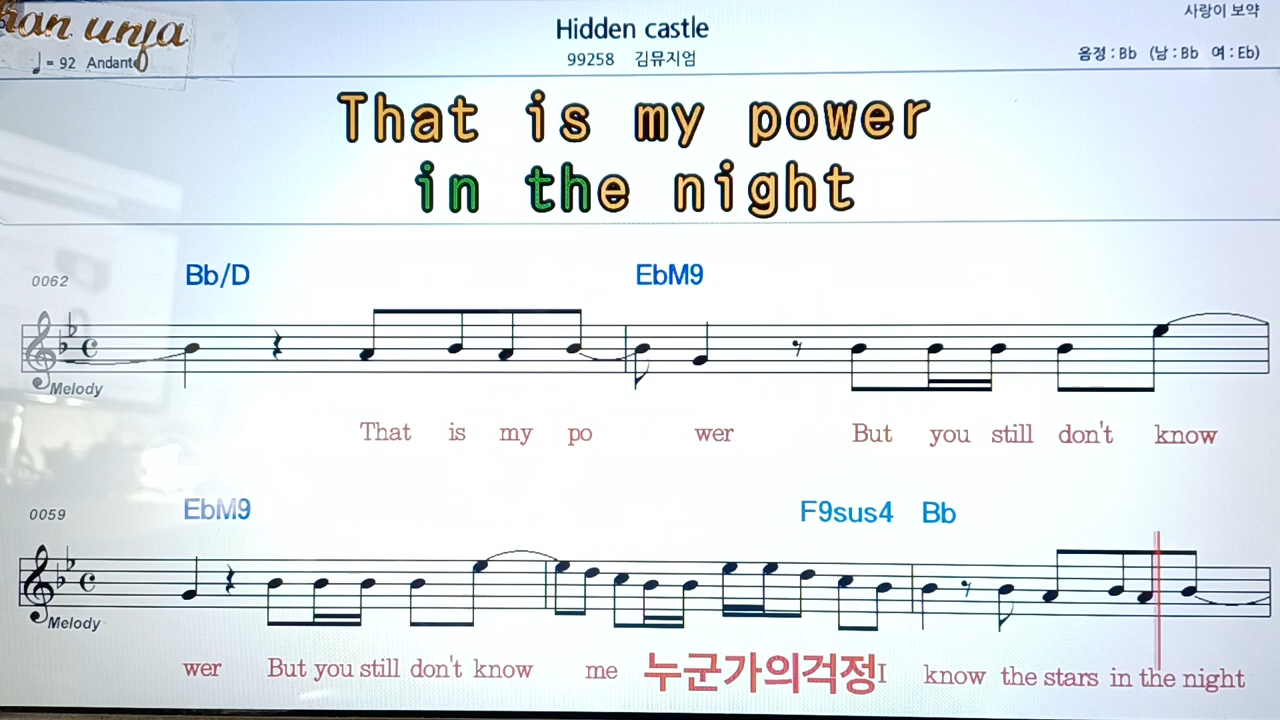 han unja
Hidden castle
사랑이 보약
♩= 92 Andante
99258 김뮤지엄
음정 : Bb (남 : Bb 여 : Eb)
That is my power
in the night
0062
Bb/D EbM9
Melody
That is my po wer But you still don't know
0059
EbM9 F9sus4 Bb
Melody
wer But you still don't know me 누군가의걱정 I know the stars in the night